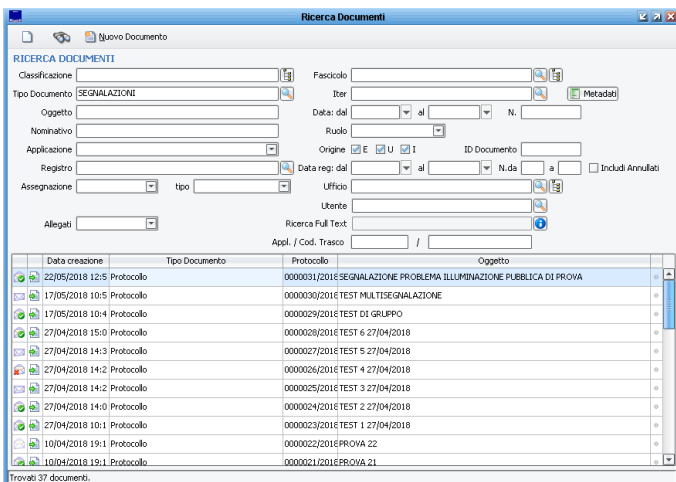 Ricerca Documenti
Nuovo Documento
RICERCA DOCUMENTI
Classificazione Fascicolo
Tipo Documento SEGNALAZIONI Iter Metadati
Oggetto Data: dal al N.
Nominativo Ruolo
Applicazione Origine E U I ID Documento
Registro Data reg: dal al N.da a Includi Annullati
Assegnazione tipo Ufficio
Utente
Allegati Ricerca Full Text
Appl. / Cod. Trasco /
Data creazione Tipo Documento Protocollo Oggetto
22/05/2018 12:5 Protocollo 0000031/2018 SEGNALAZIONE PROBLEMA ILLUMINAZIONE PUBBLICA DI PROVA
17/05/2018 10:5 Protocollo 0000030/2018 TEST MULTISEGNALAZIONE
17/05/2018 10:4 Protocollo 0000029/2018 TEST DI GRUPPO
27/04/2018 15:0 Protocollo 0000028/2018 TEST 6 27/04/2018
27/04/2018 14:3 Protocollo 0000027/2018 TEST 5 27/04/2018
27/04/2018 14:2 Protocollo 0000026/2018 TEST 4 27/04/2018
27/04/2018 14:2 Protocollo 0000025/2018 TEST 3 27/04/2018
27/04/2018 14:0 Protocollo 0000024/2018 TEST 2 27/04/2018
27/04/2018 10:1 Protocollo 0000023/2018 TEST 1 27/04/2018
10/04/2018 19:1 Protocollo 0000022/2018 PROVA 22
10/04/2018 19:1 Protocollo 0000021/2018 PROVA 21
Trovati 37 documenti.